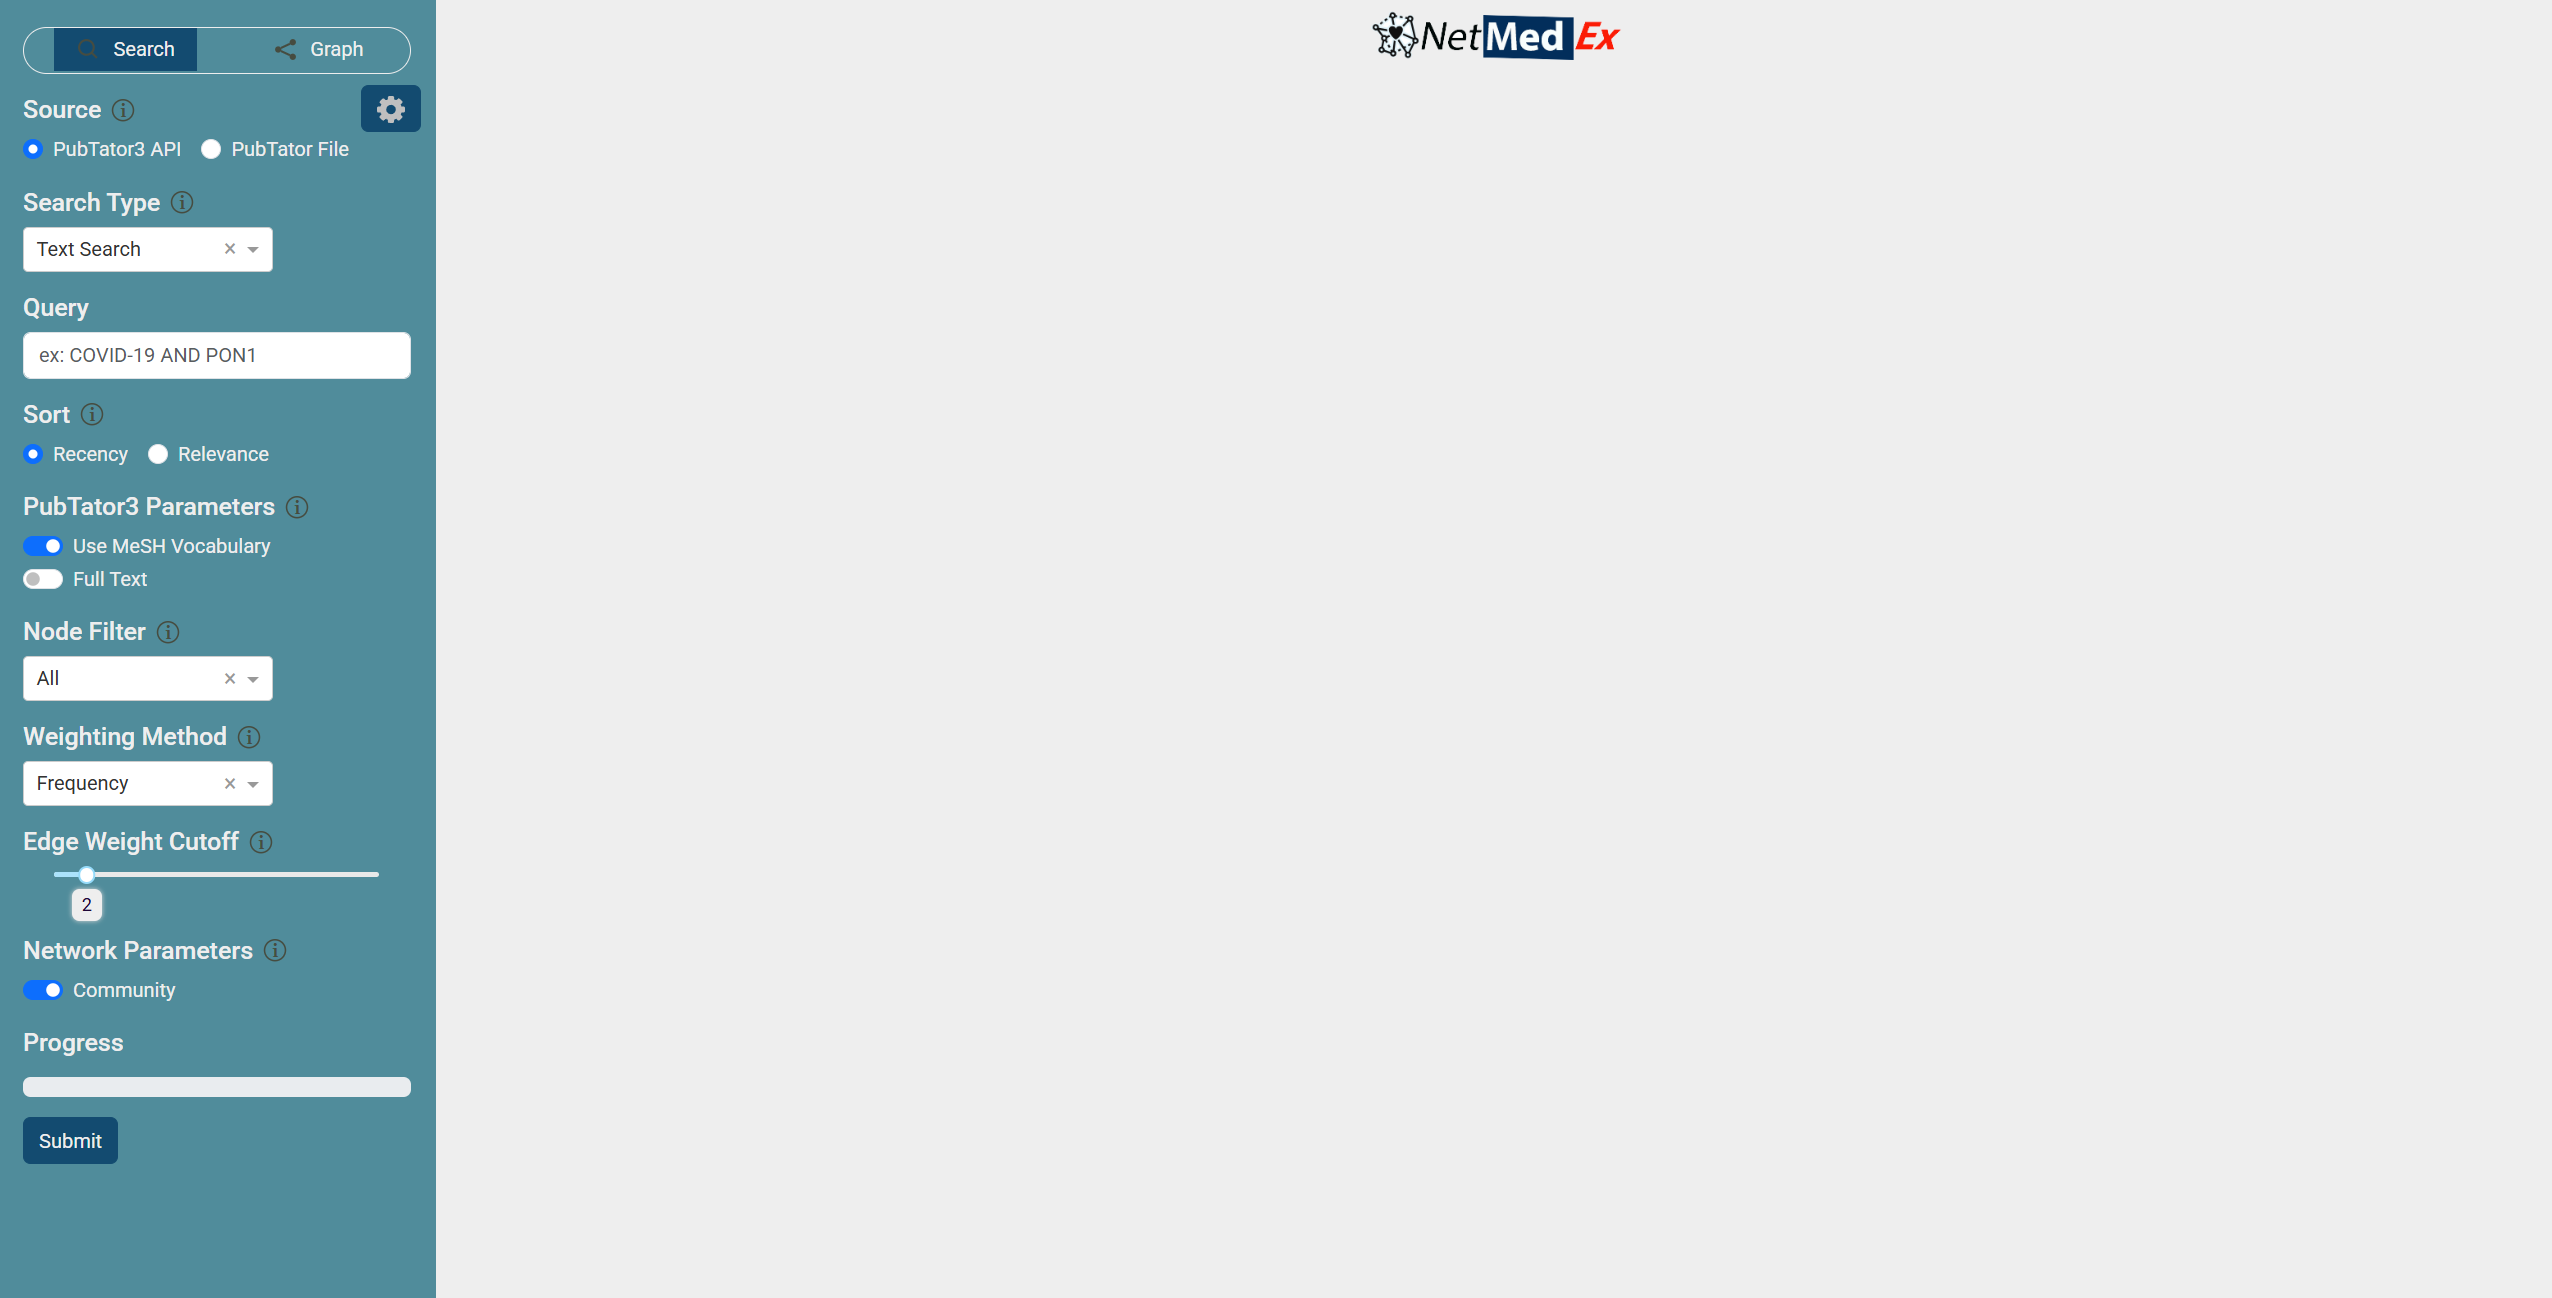 Search Graph
NetMedEx
Source
PubTator3 API PubTator File
Search Type
Text Search
Query
ex: COVID-19 AND PON1
Sort
Recency Relevance
PubTator3 Parameters
Use MeSH Vocabulary
Full Text
Node Filter
All
Weighting Method
Frequency
Edge Weight Cutoff
2
Network Parameters
Community
Progress
Submit